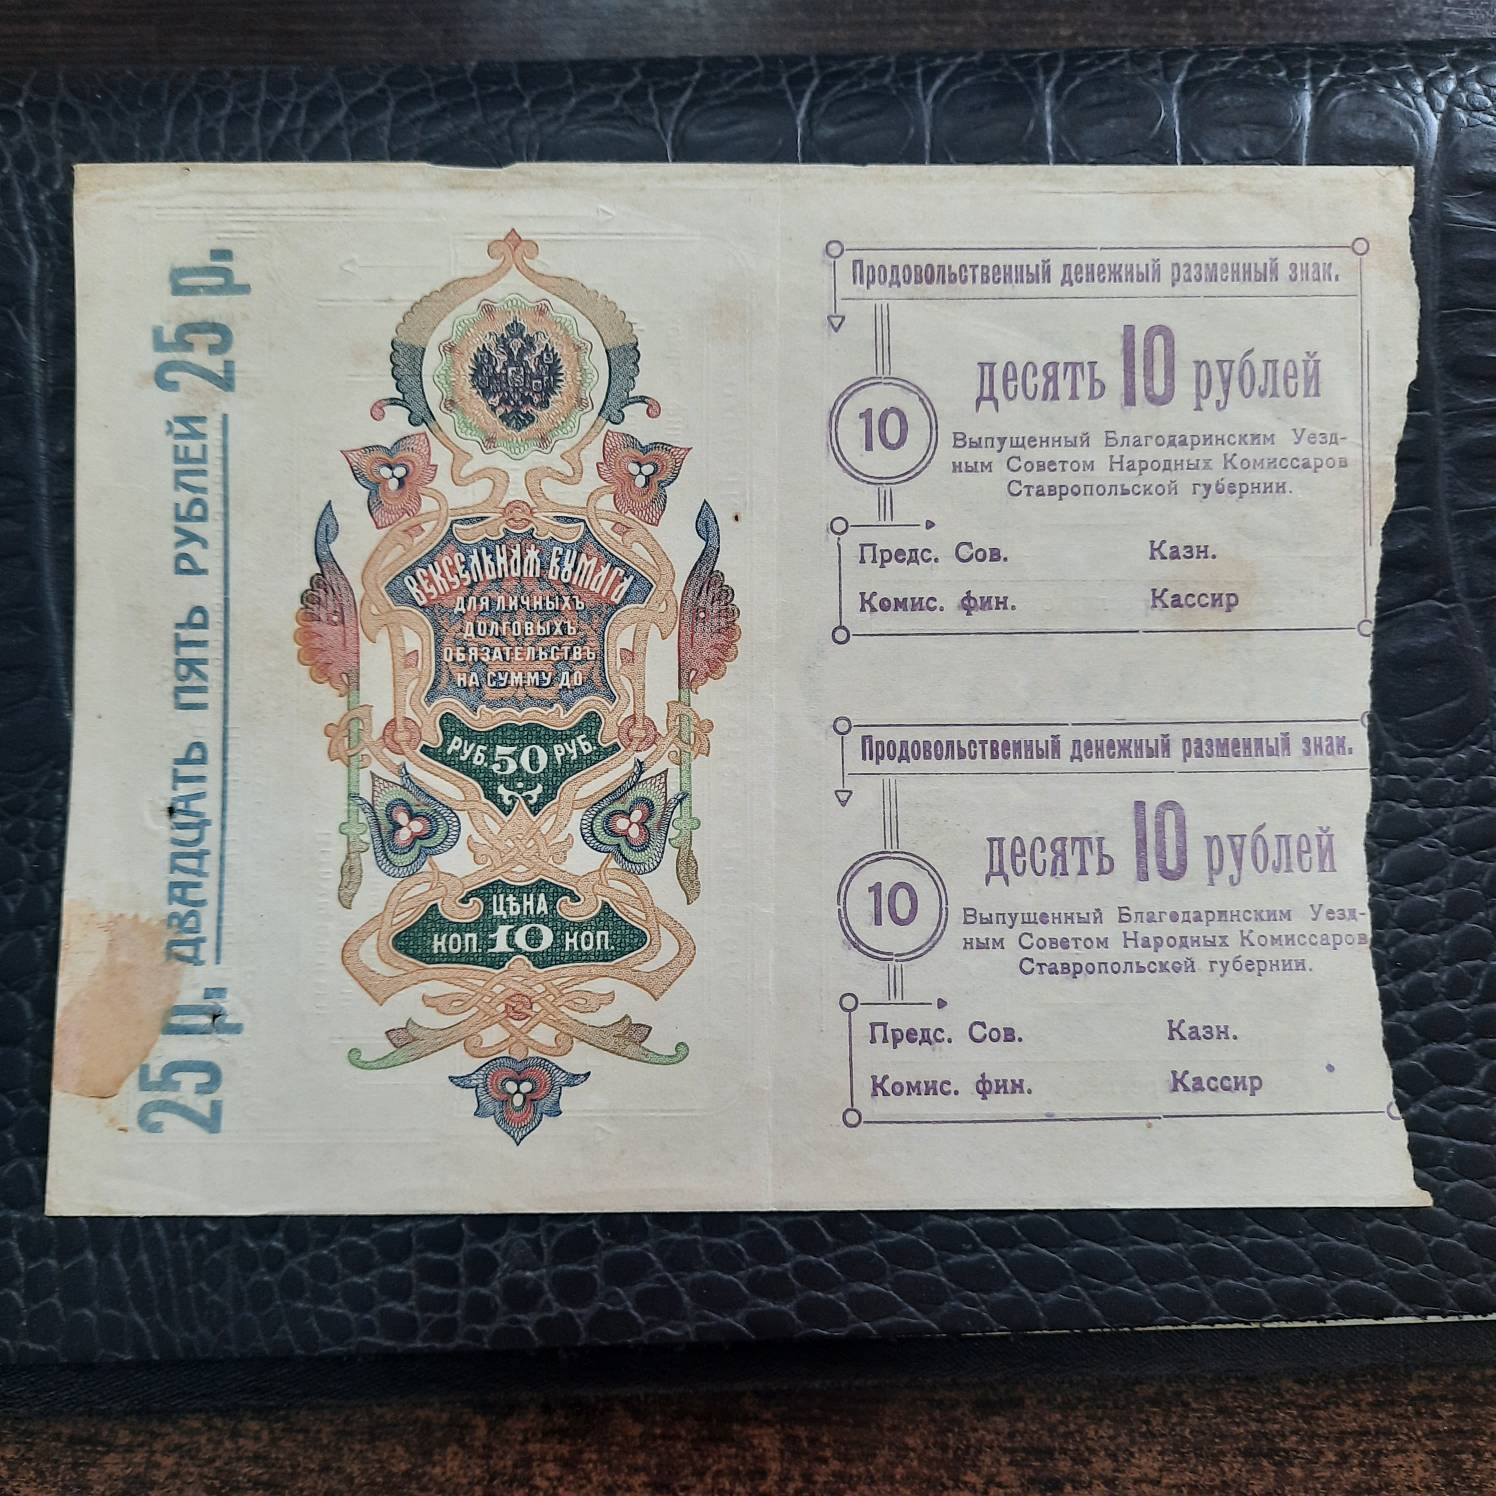 25 р. ДВАДЦАТЬ ПЯТЬ РУБЛЕЙ 25 р.
ВЕКСЕЛЬНАЯ БУМАГА
ДЛЯ ЛИЧНЫХЪ
ДОЛГОВЫХЪ
ОБЯЗАТЕЛЬСТВЪ
НА СУММУ ДО
РУБ. 50 РУБ.
ЦѢНА
КОП. 10 КОП.
Продовольственный денежный разменный знак.
десять 10 рублей
10
Выпущенный Благодаринским Уезд-
ным Советом Народных Комиссаров
Ставропольской губернии.
Предс. Сов. Казн.
Комис. фин. Кассир
Продовольственный денежный разменный знак.
десять 10 рублей
10
Выпущенный Благодаринским Уезд-
ным Советом Народных Комиссаров
Ставропольской губернии.
Предс. Сов. Казн.
Комис. фин. Кассир